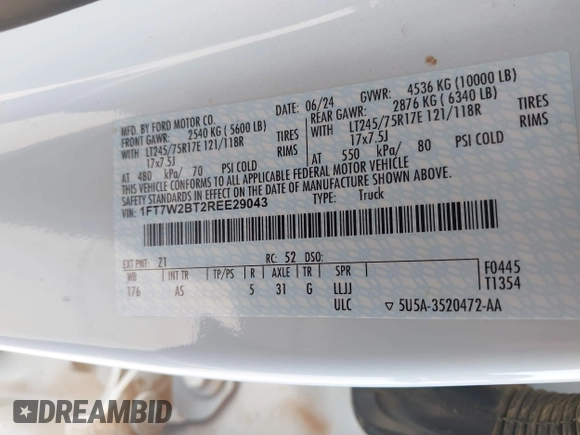 MFD. BY FORD MOTOR CO.
DATE: 06/24
GVWR: 4536 KG (10000 LB)
FRONT GAWR: 2540 KG ( 5600 LB)
REAR GAWR: 2876 KG ( 6340 LB)
WITH LT245/75R17E 121/118R TIRES
WITH LT245/75R17E 121/118R TIRES
17x7.5J RIMS
17x7.5J RIMS
AT 480 kPa/ 70 PSI COLD
AT 550 kPa/ 80 PSI COLD
THIS VEHICLE CONFORMS TO ALL APPLICABLE FEDERAL MOTOR VEHICLE
SAFETY STANDARDS IN EFFECT ON THE DATE OF MANUFACTURE SHOWN ABOVE.
VIN: 1FT7W2BT2REE29043
TYPE: Truck
EXT PNT: Z1 RC: 52 DSO:
WB INT TR TP/PS R AXLE TR SPR
176 AS 5 31 G LLJJ
ULC
F0445
T1354
▽ 5U5A-3520472-AA
DREAMBID